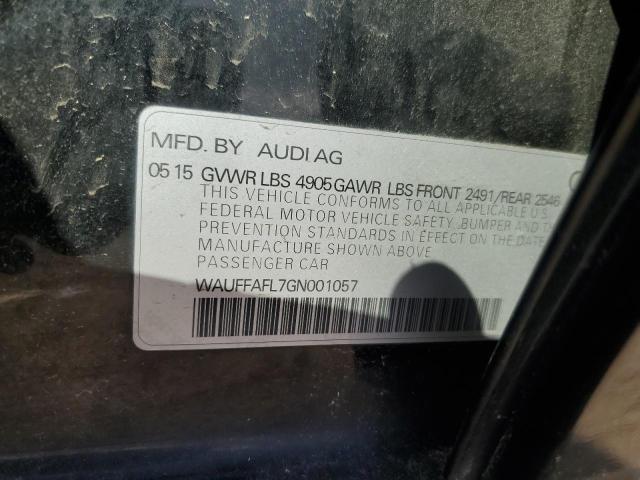 MFD. BY AUDI AG
05 15 GVWR LBS 4905 GAWR LBS FRONT 2491/REAR 2546
THIS VEHICLE CONFORMS TO ALL APPLICABLE U.S.
FEDERAL MOTOR VEHICLE SAFETY, BUMPER AND
PREVENTION STANDARDS IN EFFECT ON THE DATE
MANUFACTURE SHOWN ABOVE
PASSENGER CAR
WAUFFAFL7GN001057